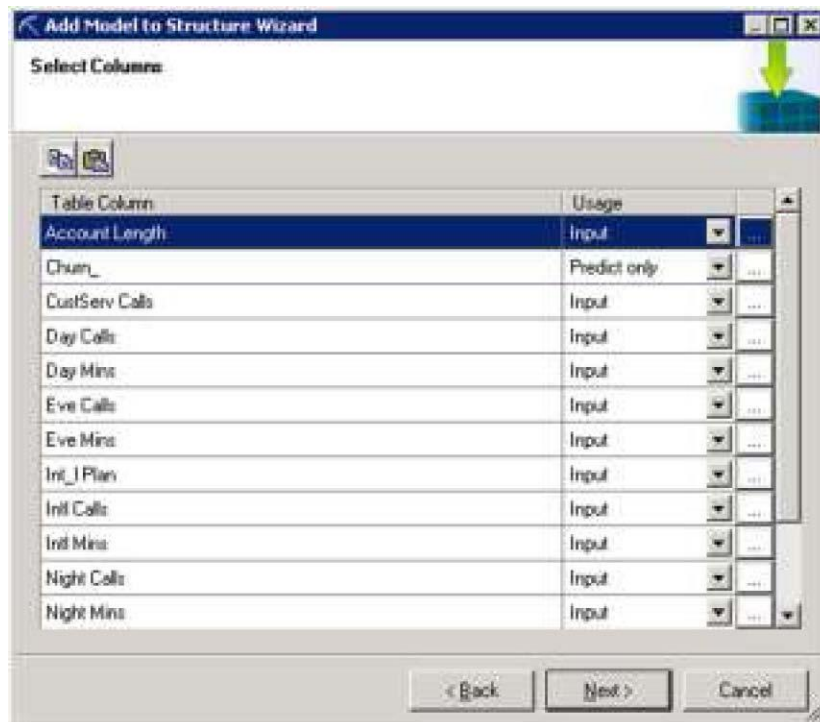 Add Model to Structure Wizard
Select Columns
Table Column Usage
Account Length Input ...
Churn_ Predict only ...
CustServ Calls Input ...
Day Calls Input ...
Day Mins Input ...
Eve Calls Input ...
Eve Mins Input ...
Int_l Plan Input ...
Intl Calls Input ...
Intl Mins Input ...
Night Calls Input ...
Night Mins Input ...
< Back Next > Cancel